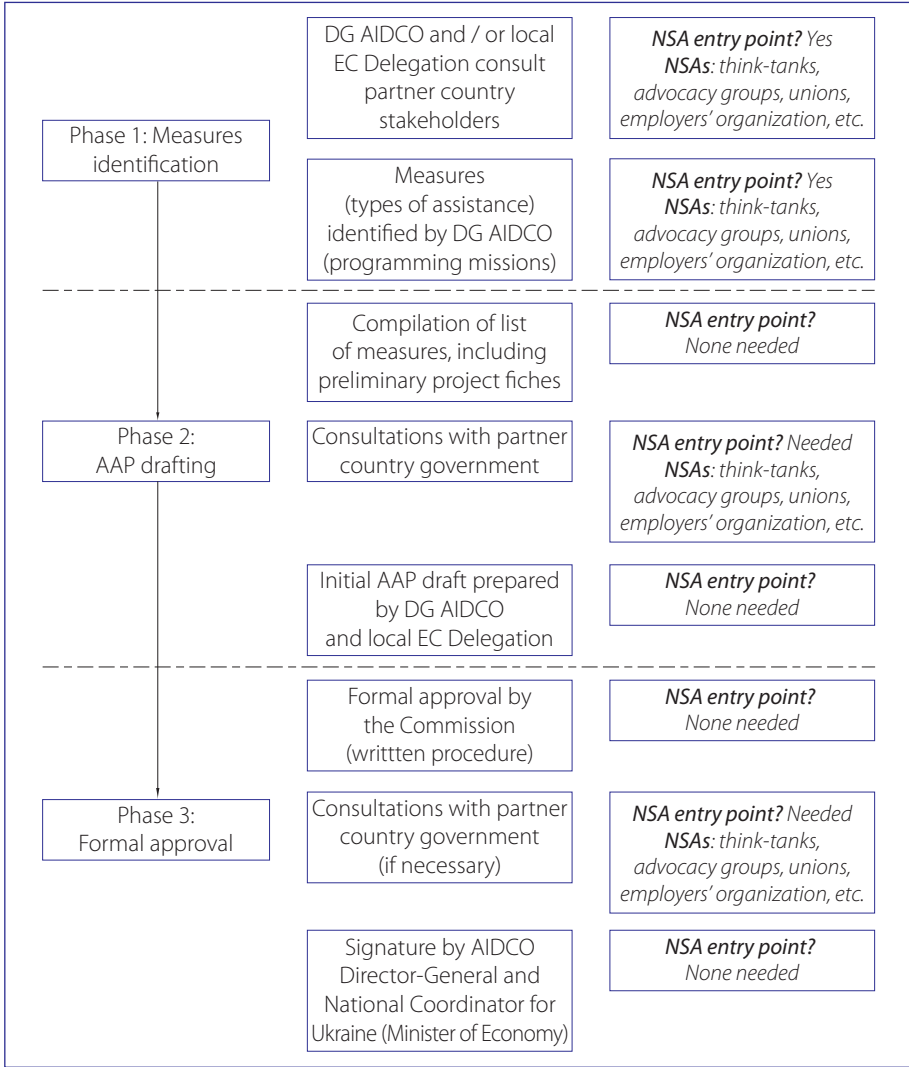 DG AIDCO and / or local
EC Delegation consult
partner country
stakeholders
NSA entry point? Yes
NSAs: think-tanks,
advocacy groups, unions,
employers’ organization, etc.
Phase 1: Measures
identification
Measures
(types of assistance)
identified by DG AIDCO
(programming missions)
NSA entry point? Yes
NSAs: think-tanks,
advocacy groups, unions,
employers’ organization, etc.
Compilation of list
of measures, including
preliminary project fiches
NSA entry point?
None needed
Phase 2:
AAP drafting
Consultations with partner
country government
NSA entry point? Needed
NSAs: think-tanks,
advocacy groups, unions,
employers’ organization, etc.
Initial AAP draft prepared
by DG AIDCO
and local EC Delegation
NSA entry point?
None needed
Formal approval by
the Commission
(writtten procedure)
NSA entry point?
None needed
Phase 3:
Formal approval
Consultations with partner
country government
(if necessary)
NSA entry point? Needed
NSAs: think-tanks,
advocacy groups, unions,
employers’ organization, etc.
Signature by AIDCO
Director-General and
National Coordinator for
Ukraine (Minister of Economy)
NSA entry point?
None needed